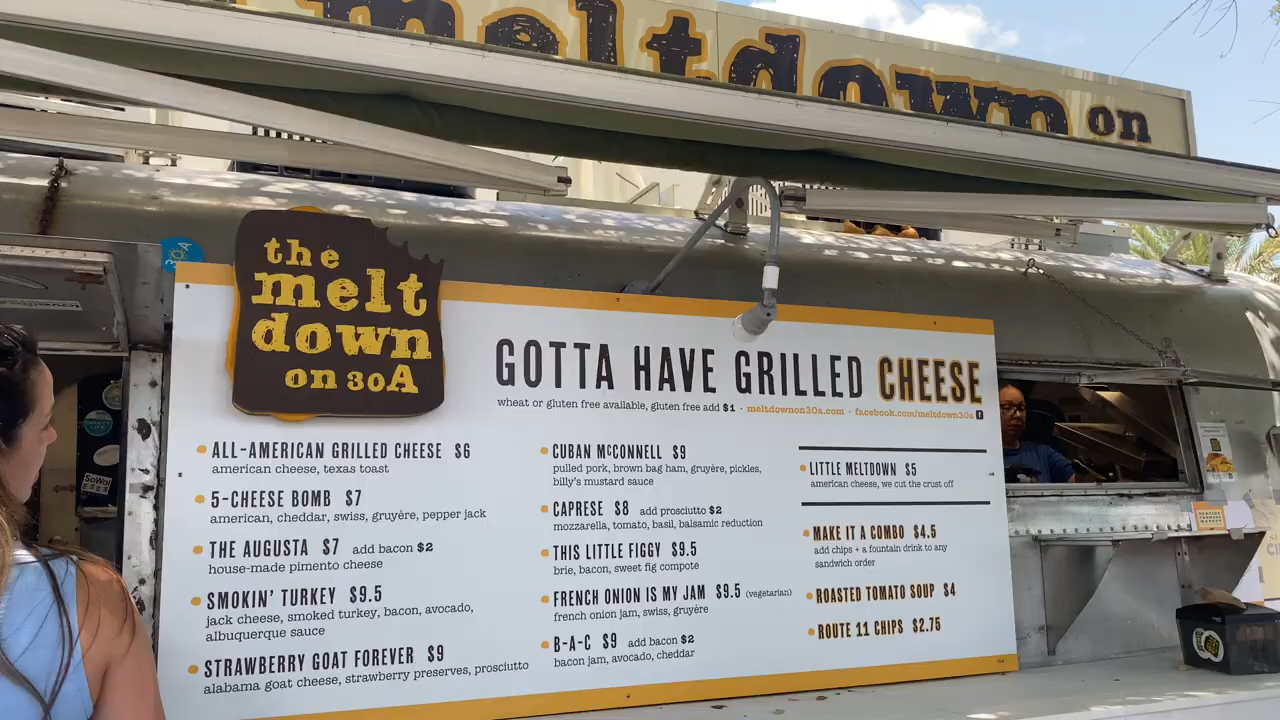 meltdown on
30A
the
melt
down
on 30A
GOTTA HAVE GRILLED CHEESE
wheat or gluten free available, gluten free add $1 · meltdownon30a.com · facebook.com/meltdown30a f
ALL-AMERICAN GRILLED CHEESE $6
american cheese, texas toast
5-CHEESE BOMB $7
american, cheddar, swiss, gruyère, pepper jack
THE AUGUSTA $7 add bacon $2
house-made pimento cheese
SMOKIN' TURKEY $9.5
jack cheese, smoked turkey, bacon, avocado,
albuquerque sauce
STRAWBERRY GOAT FOREVER $9
alabama goat cheese, strawberry preserves, prosciutto
CUBAN McCONNELL $9
pulled pork, brown bag ham, gruyère, pickles,
billy's mustard sauce
CAPRESE $8 add prosciutto $2
mozzarella, tomato, basil, balsamic reduction
THIS LITTLE FIGGY $9.5
brie, bacon, sweet fig compote
FRENCH ONION IS MY JAM $9.5 (vegetarian)
french onion jam, swiss, gruyère
B-A-C $9 add bacon $2
bacon jam, avocado, cheddar
LITTLE MELTDOWN $5
american cheese, we cut the crust off
MAKE IT A COMBO $4.5
add chips + a fountain drink to any
sandwich order
ROASTED TOMATO SOUP $4
ROUTE 11 CHIPS $2.75
SoWal